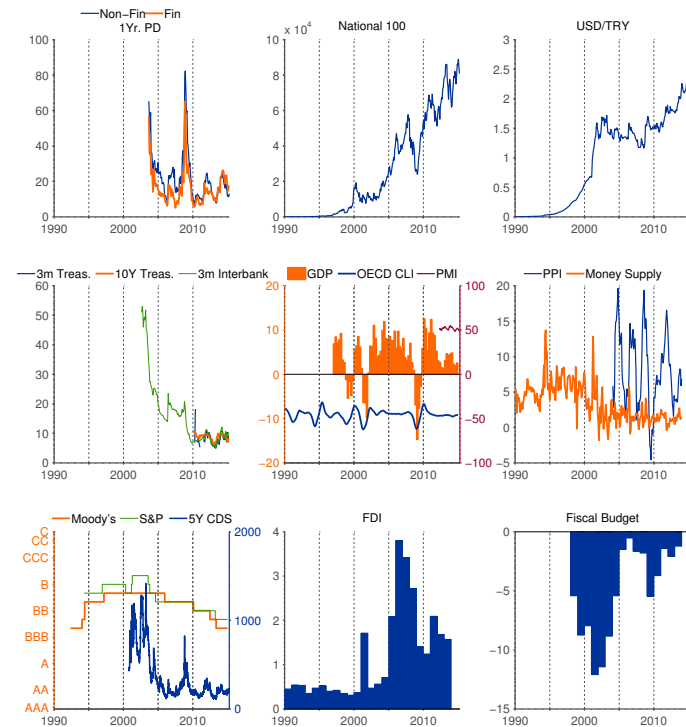 Non−Fin Fin
1Yr. PD
100
80
60
40
20
0
1990 2000 2010
x 10⁴ National 100
10
8
6
4
2
0
1990 2000 2010
USD/TRY
3
2.5
2
1.5
1
0.5
0
1990 2000 2010
3m Treas. 10Y Treas. 3m Interbank
60
50
40
30
20
10
0
1990 2000 2010
GDP OECD CLI PMI
20 100
10 50
0 0
−10 −50
−20 −100
1990 2000 2010
PPI Money Supply
20
15
10
5
0
−5
1990 2000 2010
Moody's S&P 5Y CDS
C 2000
CC
CCC
B
BB 1000
BBB
A
AA
AAA 0
1990 2000 2010
FDI
4
3
2
1
0
1990 2000 2010
Fiscal Budget
0
−5
−10
−15
1990 2000 2010